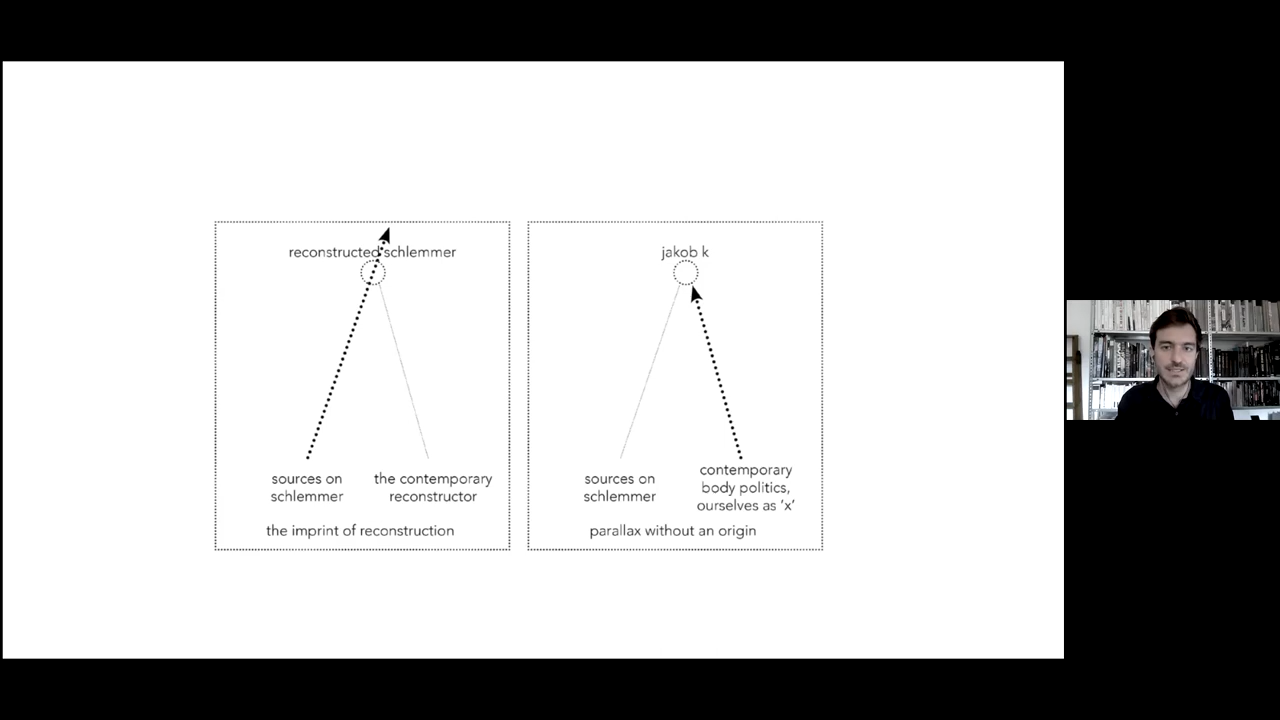 reconstructed schlemmer
sources on
schlemmer
the contemporary
reconstructor
the imprint of reconstruction
jakob k
sources on
schlemmer
contemporary
body politics,
ourselves as ‘x’
parallax without an origin